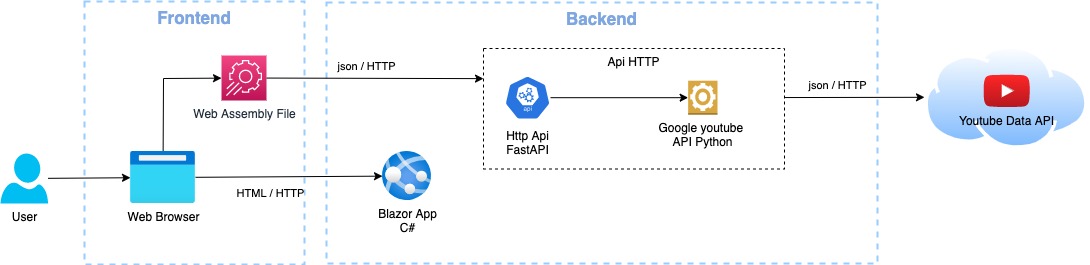 Frontend
Backend
json / HTTP
Api HTTP
json / HTTP
api
Web Assembly File
Http Api
FastAPI
Google youtube
API Python
Youtube Data API
HTML / HTTP
User
Web Browser
Blazor App
C#